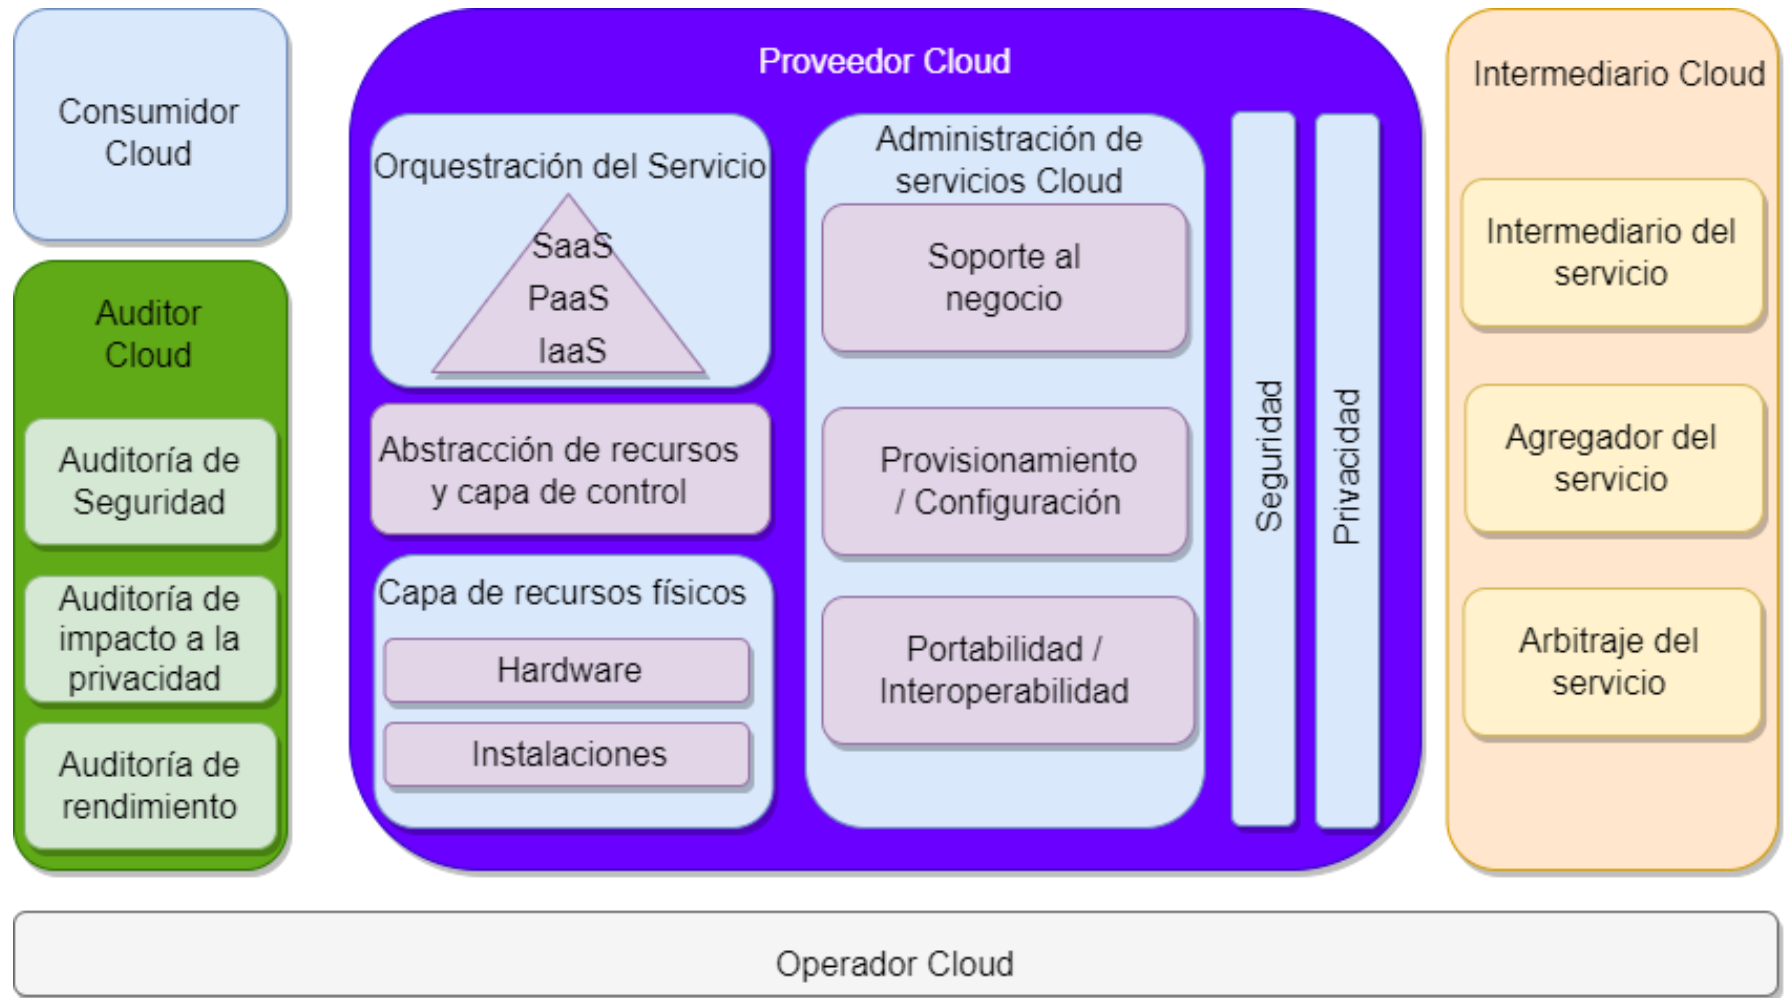 Consumidor
Cloud
Auditor
Cloud
Auditoría de
Seguridad
Auditoría de
impacto a la
privacidad
Auditoría de
rendimiento
Proveedor Cloud
Orquestración del Servicio
SaaS
PaaS
IaaS
Abstracción de recursos
y capa de control
Capa de recursos físicos
Hardware
Instalaciones
Administración de
servicios Cloud
Soporte al
negocio
Provisionamiento
/ Configuración
Portabilidad /
Interoperabilidad
Seguridad
Privacidad
Intermediario Cloud
Intermediario del
servicio
Agregador del
servicio
Arbitraje del
servicio
Operador Cloud